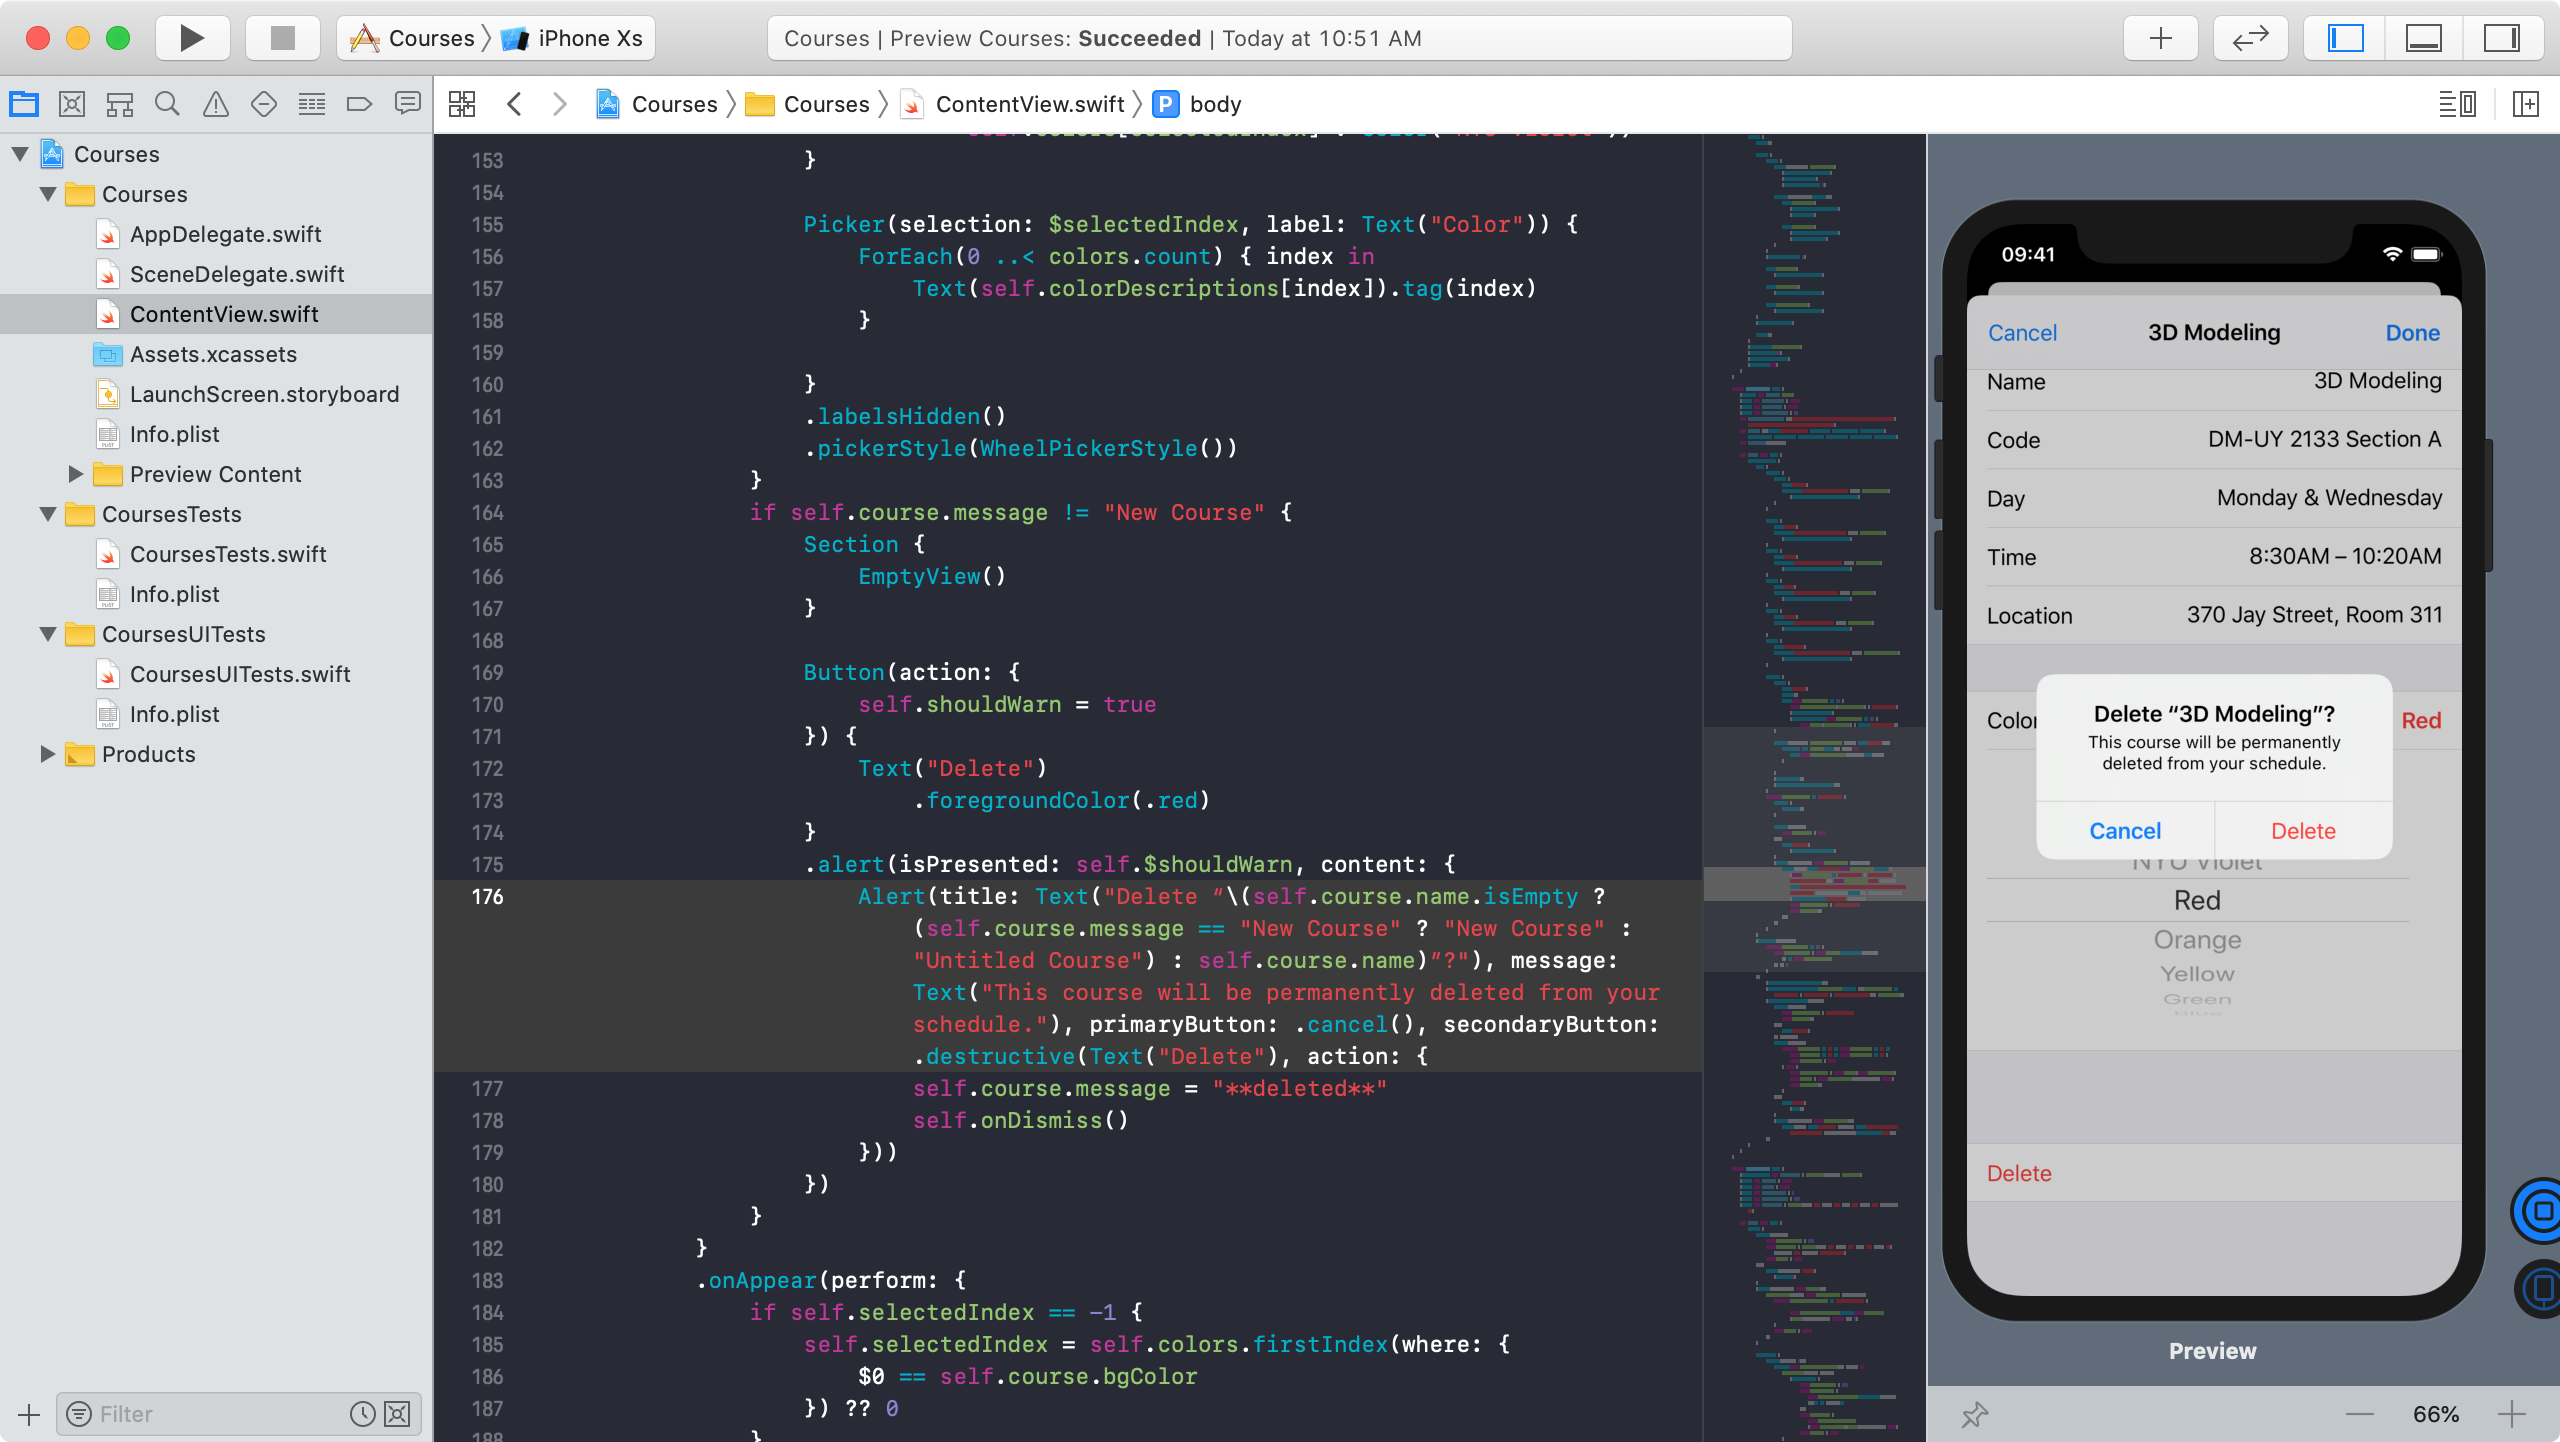 Courses
iPhone Xs
Courses | Preview Courses: Succeeded | Today at 10:51 AM
Courses
Courses
ContentView.swift
P
body
Courses
Courses
AppDelegate.swift
SceneDelegate.swift
ContentView.swift
Assets.xcassets
LaunchScreen.storyboard
Info.plist
Preview Content
CoursesTests
CoursesTests.swift
Info.plist
CoursesUITests
CoursesUITests.swift
Info.plist
Products
Filter
153 }
154
155 Picker(selection: $selectedIndex, label: Text("Color")) {
156 ForEach(0 ..< colors.count) { index in
157 Text(self.colorDescriptions[index]).tag(index)
158 }
159
160 }
161 .labelsHidden()
162 .pickerStyle(WheelPickerStyle())
163 }
164 if self.course.message != "New Course" {
165 Section {
166 EmptyView()
167 }
168
169 Button(action: {
170 self.shouldWarn = true
171 }) {
172 Text("Delete")
173 .foregroundColor(.red)
174 }
175 .alert(isPresented: self.$shouldWarn, content: {
176 Alert(title: Text("Delete “\(self.course.name.isEmpty ?
(self.course.message == "New Course" ? "New Course" :
"Untitled Course") : self.course.name)”?"), message:
Text("This course will be permanently deleted from your
schedule."), primaryButton: .cancel(), secondaryButton:
.destructive(Text("Delete"), action: {
177 self.course.message = "**deleted**"
178 self.onDismiss()
179 }))
180 })
181 }
182 }
183 .onAppear(perform: {
184 if self.selectedIndex == -1 {
185 self.selectedIndex = self.colors.firstIndex(where: {
186 $0 == self.course.bgColor
187 }) ?? 0
188 }
09:41
Cancel 3D Modeling Done
Name 3D Modeling
Code DM-UY 2133 Section A
Day Monday & Wednesday
Time 8:30AM – 10:20AM
Location 370 Jay Street, Room 311
Color Red
Delete “3D Modeling”?
This course will be permanently
deleted from your schedule.
Cancel Delete
NYU Violet
Red
Orange
Yellow
Green
Blue
Delete
Preview
66%